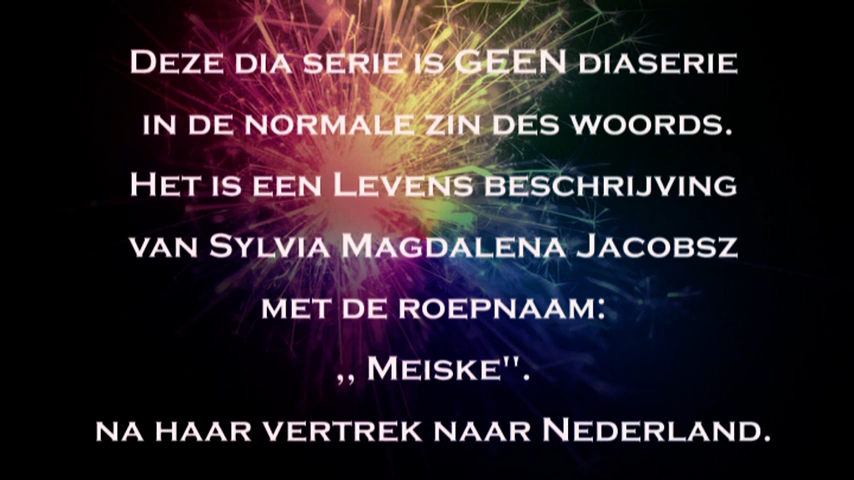 Deze dia serie is GEEN diaserie
in de normale zin des woords.
Het is een Levens beschrijving
van Sylvia Magdalena Jacobsz
met de roepnaam:
,, Meiske".
na haar vertrek naar Nederland.